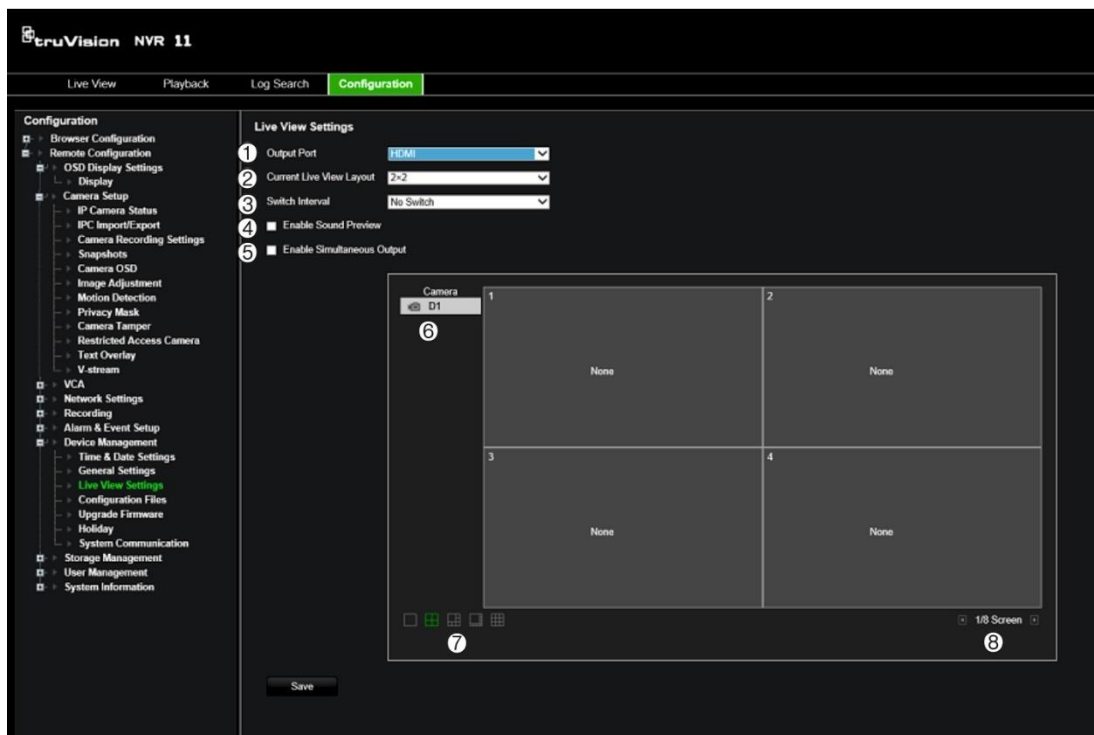 truVision NVR 11
Live View Playback Log Search Configuration
Configuration
Browser Configuration
Remote Configuration
OSD Display Settings
Display
Camera Setup
IP Camera Status
IPC Import/Export
Camera Recording Settings
Snapshots
Camera OSD
Image Adjustment
Motion Detection
Privacy Mask
Camera Tamper
Restricted Access Camera
Text Overlay
V-stream
VCA
Network Settings
Recording
Alarm & Event Setup
Device Management
Time & Date Settings
General Settings
Live View Settings
Configuration Files
Upgrade Firmware
Holiday
System Communication
Storage Management
User Management
System Information
Live View Settings
1 Output Port HDMI
2 Current Live View Layout 2×2
3 Switch Interval No Switch
4 Enable Sound Preview
5 Enable Simultaneous Output
Camera
D1
6
1
None
2
None
3
None
4
None
1/8 Screen
7
8
Save